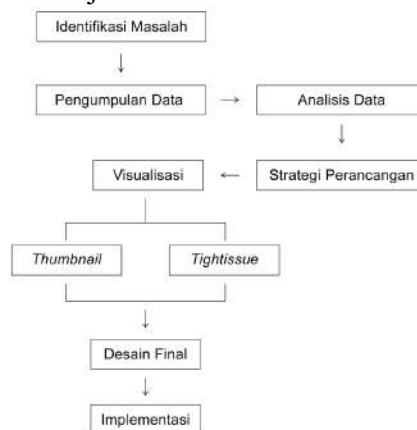 Identifikasi Masalah
Pengumpulan Data
Analisis Data
Strategi Perancangan
Visualisasi
Thumbnail
Tightissue
Desain Final
Implementasi